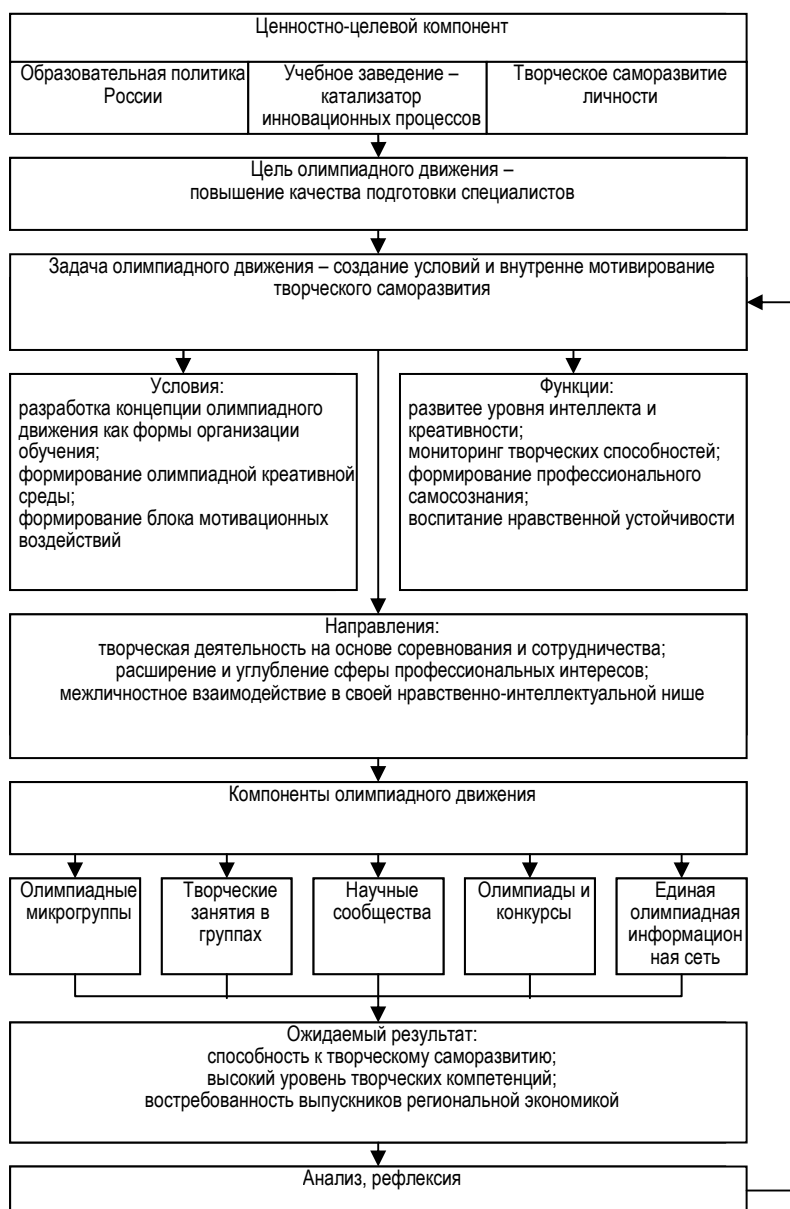 Ценностно-целевой компонент
Образовательная политика
России
Учебное заведение –
катализатор
инновационных процессов
Творческое саморазвитие
личности
Цель олимпиадного движения –
повышение качества подготовки специалистов
Задача олимпиадного движения – создание условий и внутренне мотивирование
творческого саморазвития
Условия:
разработка концепции олимпиадного
движения как формы организации
обучения;
формирование олимпиадной креативной
среды;
формирование блока мотивационных
воздействий
Функции:
развитее уровня интеллекта и
креативности;
мониторинг творческих способностей;
формирование профессионального
самосознания;
воспитание нравственной устойчивости
Направления:
творческая деятельность на основе соревнования и сотрудничества;
расширение и углубление сферы профессиональных интересов;
межличностное взаимодействие в своей нравственно-интеллектуальной нише
Компоненты олимпиадного движения
Олимпиадные
микрогруппы
Творческие
занятия в
группах
Научные
сообщества
Олимпиады и
конкурсы
Единая
олимпиадная
информацион
ная сеть
Ожидаемый результат:
способность к творческому саморазвитию;
высокий уровень творческих компетенций;
востребованность выпускников региональной экономикой
Анализ, рефлексия